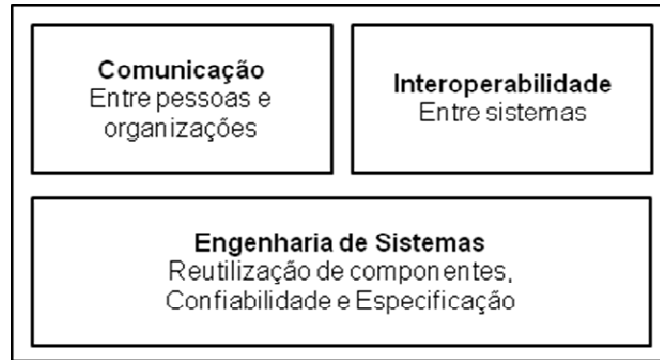 Comunicação
Entre pessoas e
organizações
Interoperabilidade
Entre sistemas
Engenharia de Sistemas
Reutilização de componentes,
Confiabilidade e Especificação